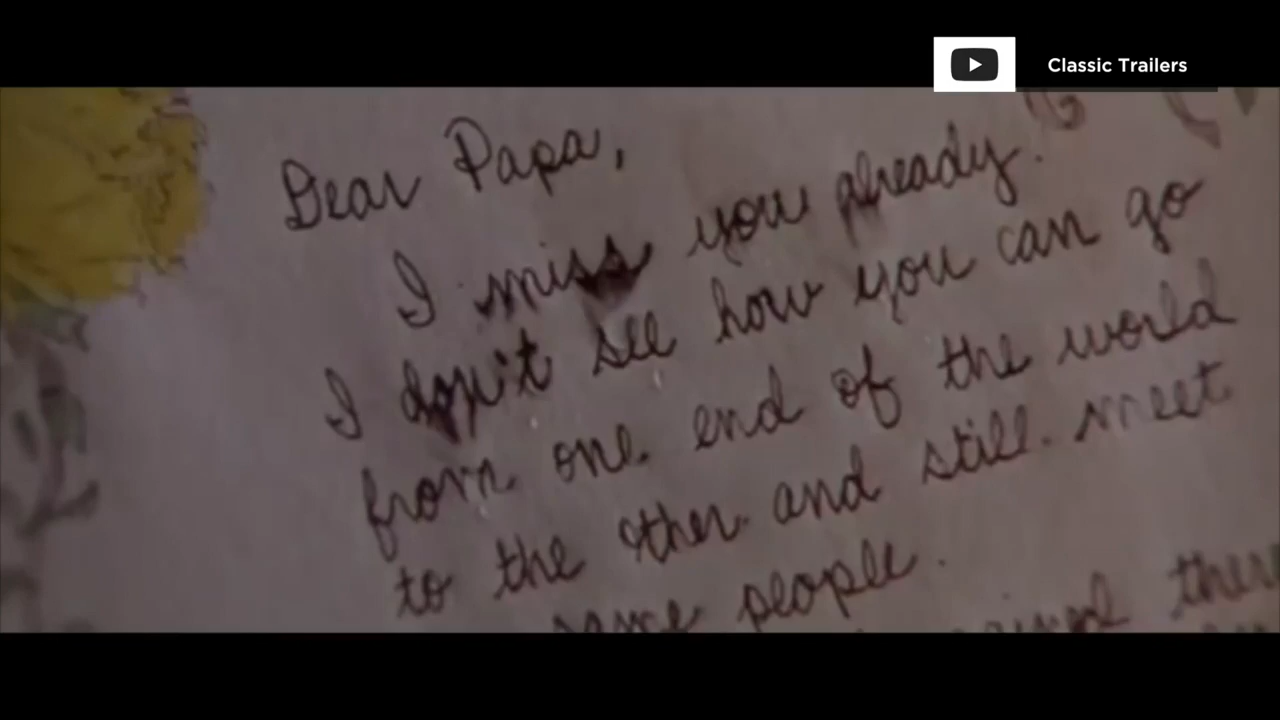 Classic Trailers
Dear Papa,
I miss you already.
I don't see how you can go
from one end of the world
to the other and still meet
same people.